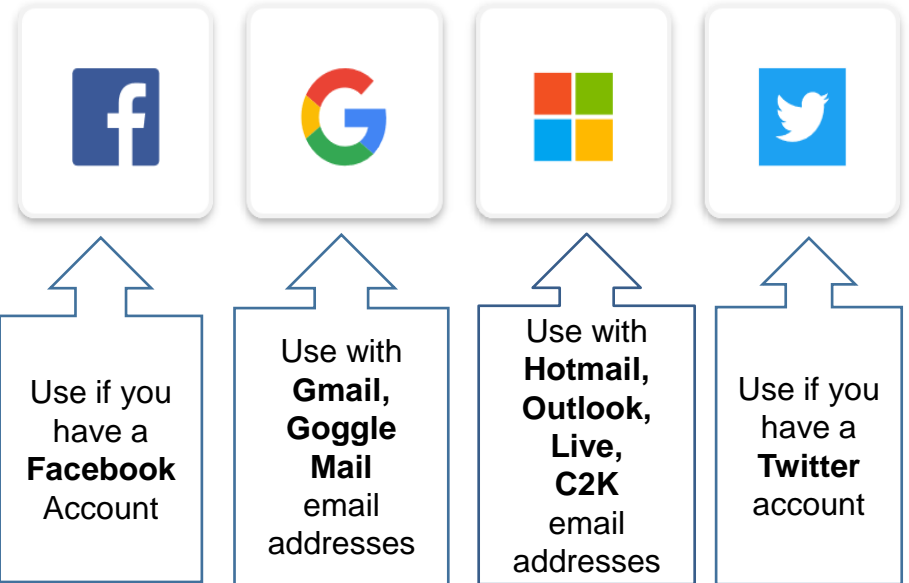 Use if you
have a
Facebook
Account
Use with
Gmail,
Goggle
Mail
email
addresses
Use with
Hotmail,
Outlook,
Live,
C2K
email
addresses
Use if you
have a
Twitter
account